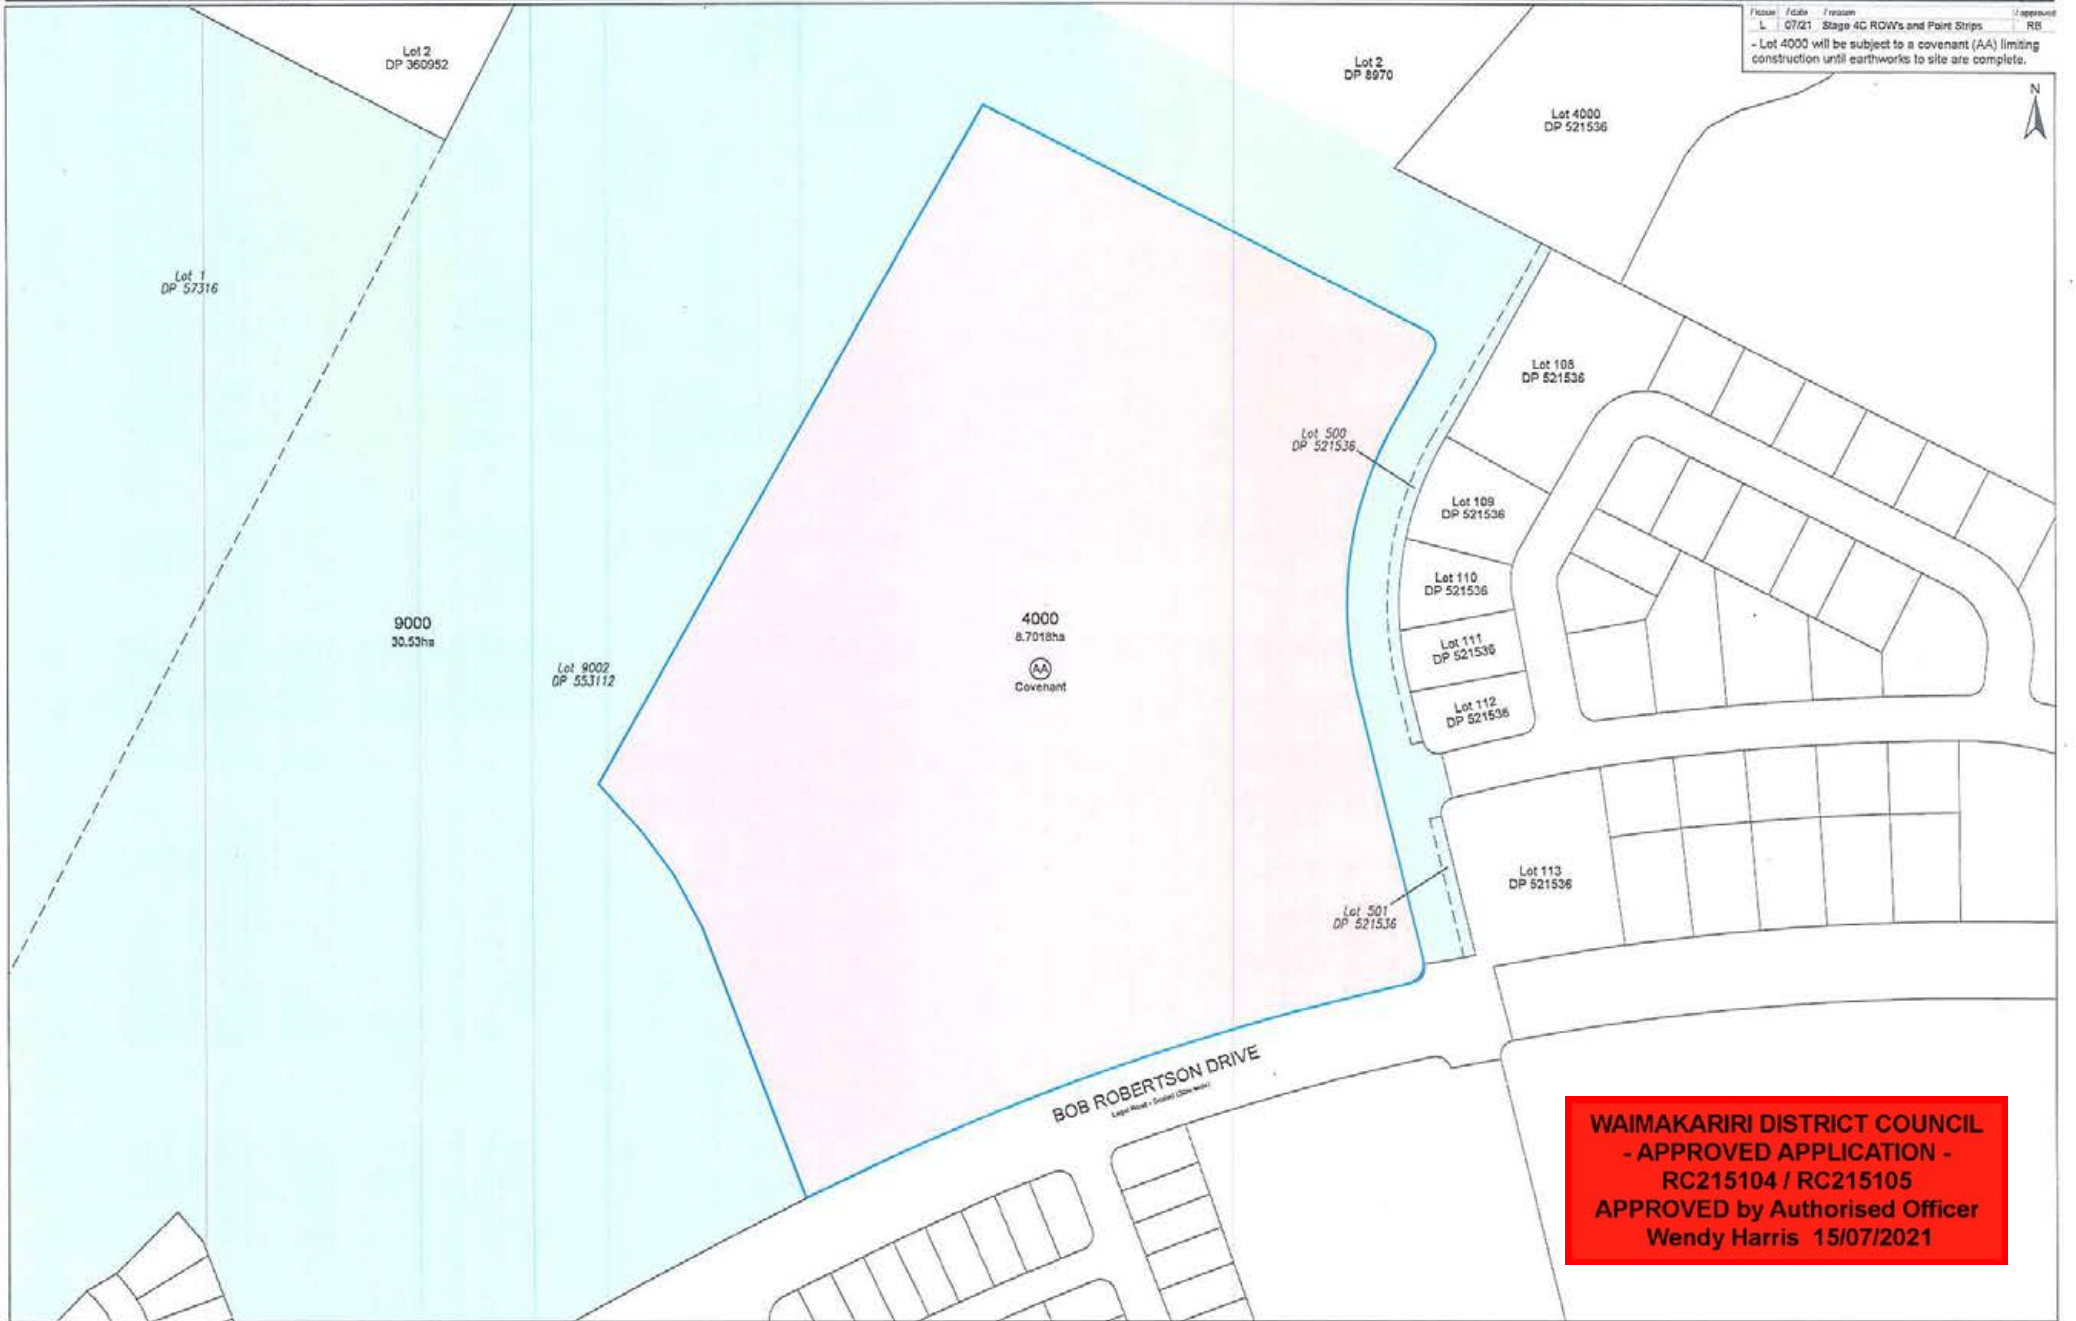 / issue / date / reason / approved
L 07/21 Stage 4C ROW's and Point Strips RB
- Lot 4000 will be subject to a covenant (AA) limiting
construction until earthworks to site are complete.
N
Lot 2
DP 360952
Lot 2
DP 8970
Lot 4000
DP 521536
Lot 1
DP 57316
Lot 108
DP 521536
Lot 500
DP 521536
Lot 109
DP 521536
Lot 110
DP 521536
Lot 111
DP 521536
Lot 112
DP 521536
9000
30.53ha
Lot 9002
DP 553112
4000
8.7018ha
AA
Covenant
Lot 113
DP 521536
Lot 501
DP 521536
BOB ROBERTSON DRIVE
WAIMAKARIRI DISTRICT COUNCIL
- APPROVED APPLICATION -
RC215104 / RC215105
APPROVED by Authorised Officer
Wendy Harris 15/07/2021